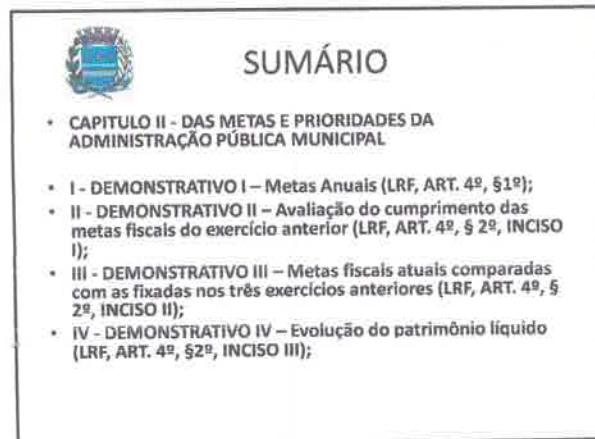 SUMÁRIO
• CAPITULO II - DAS METAS E PRIORIDADES DA
ADMINISTRAÇÃO PÚBLICA MUNICIPAL
• I - DEMONSTRATIVO I – Metas Anuais (LRF, ART. 4º, §1º);
• II - DEMONSTRATIVO II – Avaliação do cumprimento das
metas fiscais do exercício anterior (LRF, ART. 4º, § 2º, INCISO
I);
• III - DEMONSTRATIVO III – Metas fiscais atuais comparadas
com as fixadas nos três exercícios anteriores (LRF, ART. 4º, §
2º, INCISO II);
• IV - DEMONSTRATIVO IV – Evolução do patrimônio líquido
(LRF, ART. 4º, §2º, INCISO III);